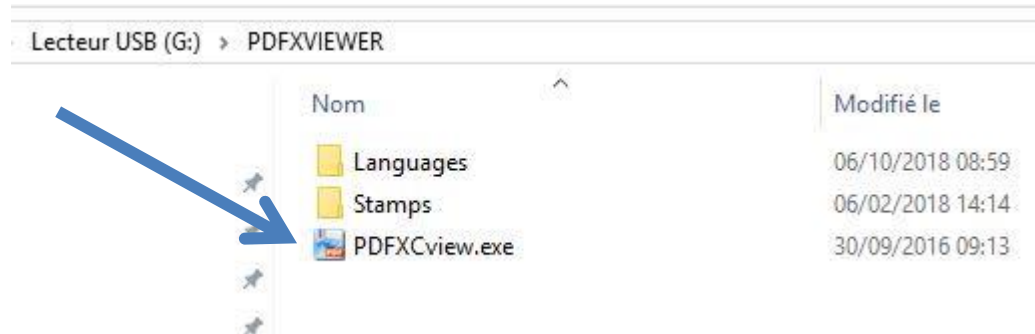 Lecteur USB (G:) > PDFXVIEWER
Nom Modifié le
Languages 06/10/2018 08:59
Stamps 06/02/2018 14:14
PDFXCview.exe 30/09/2016 09:13